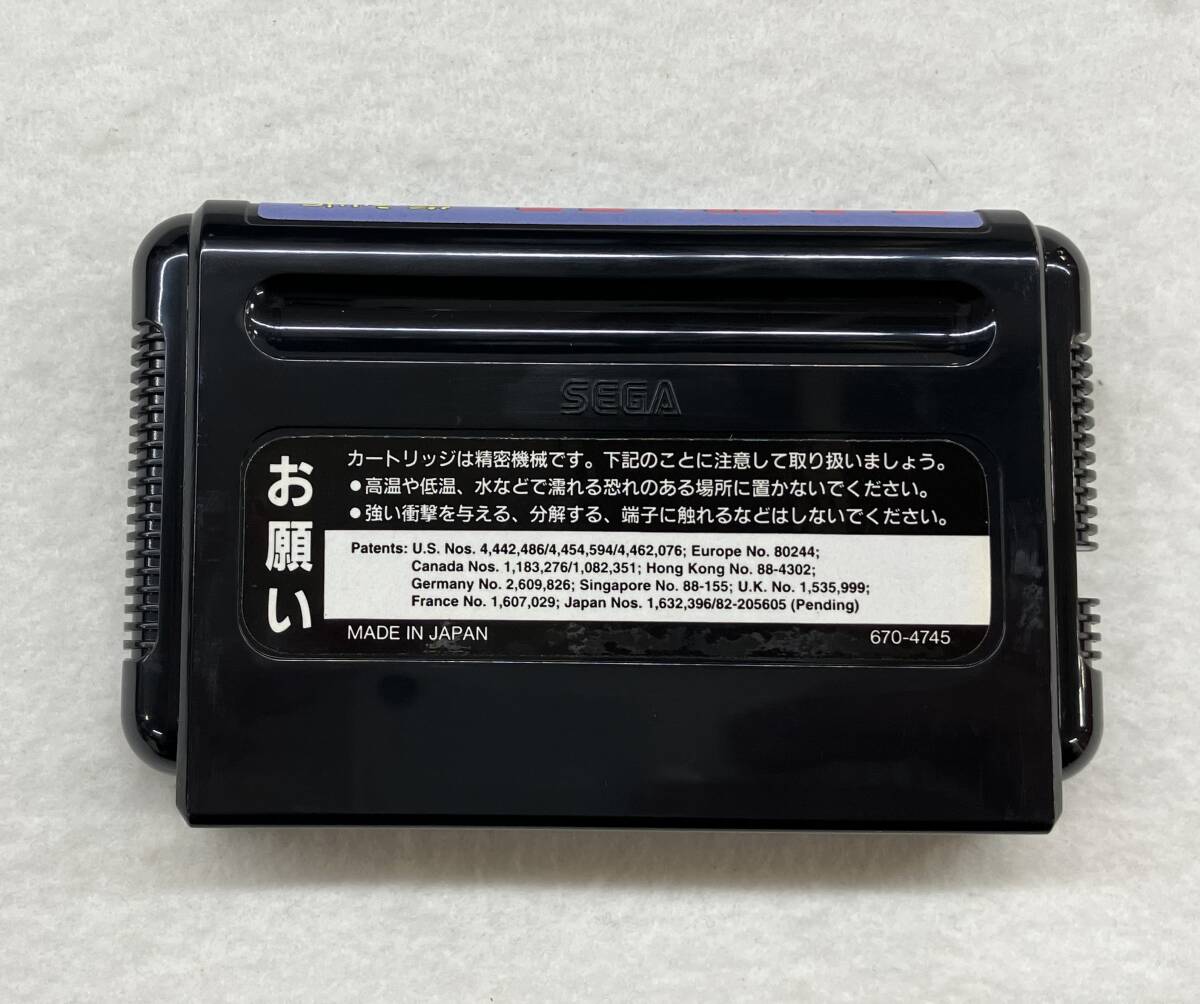 SEGA
お願い
カートリッジは精密機械です。下記のことに注意して取り扱いましょう。
●高温や低温、水などで濡れる恐れのある場所に置かないでください。
●強い衝撃を与える、分解する、端子に触れるなどはしないでください。
Patents: U.S. Nos. 4,442,486/4,454,594/4,462,076; Europe No. 80244;
Canada Nos. 1,183,276/1,082,351; Hong Kong No. 88-4302;
Germany No. 2,609,826; Singapore No. 88-155; U.K. No. 1,535,999;
France No. 1,607,029; Japan Nos. 1,632,396/82-205605 (Pending)
MADE IN JAPAN
670-4745